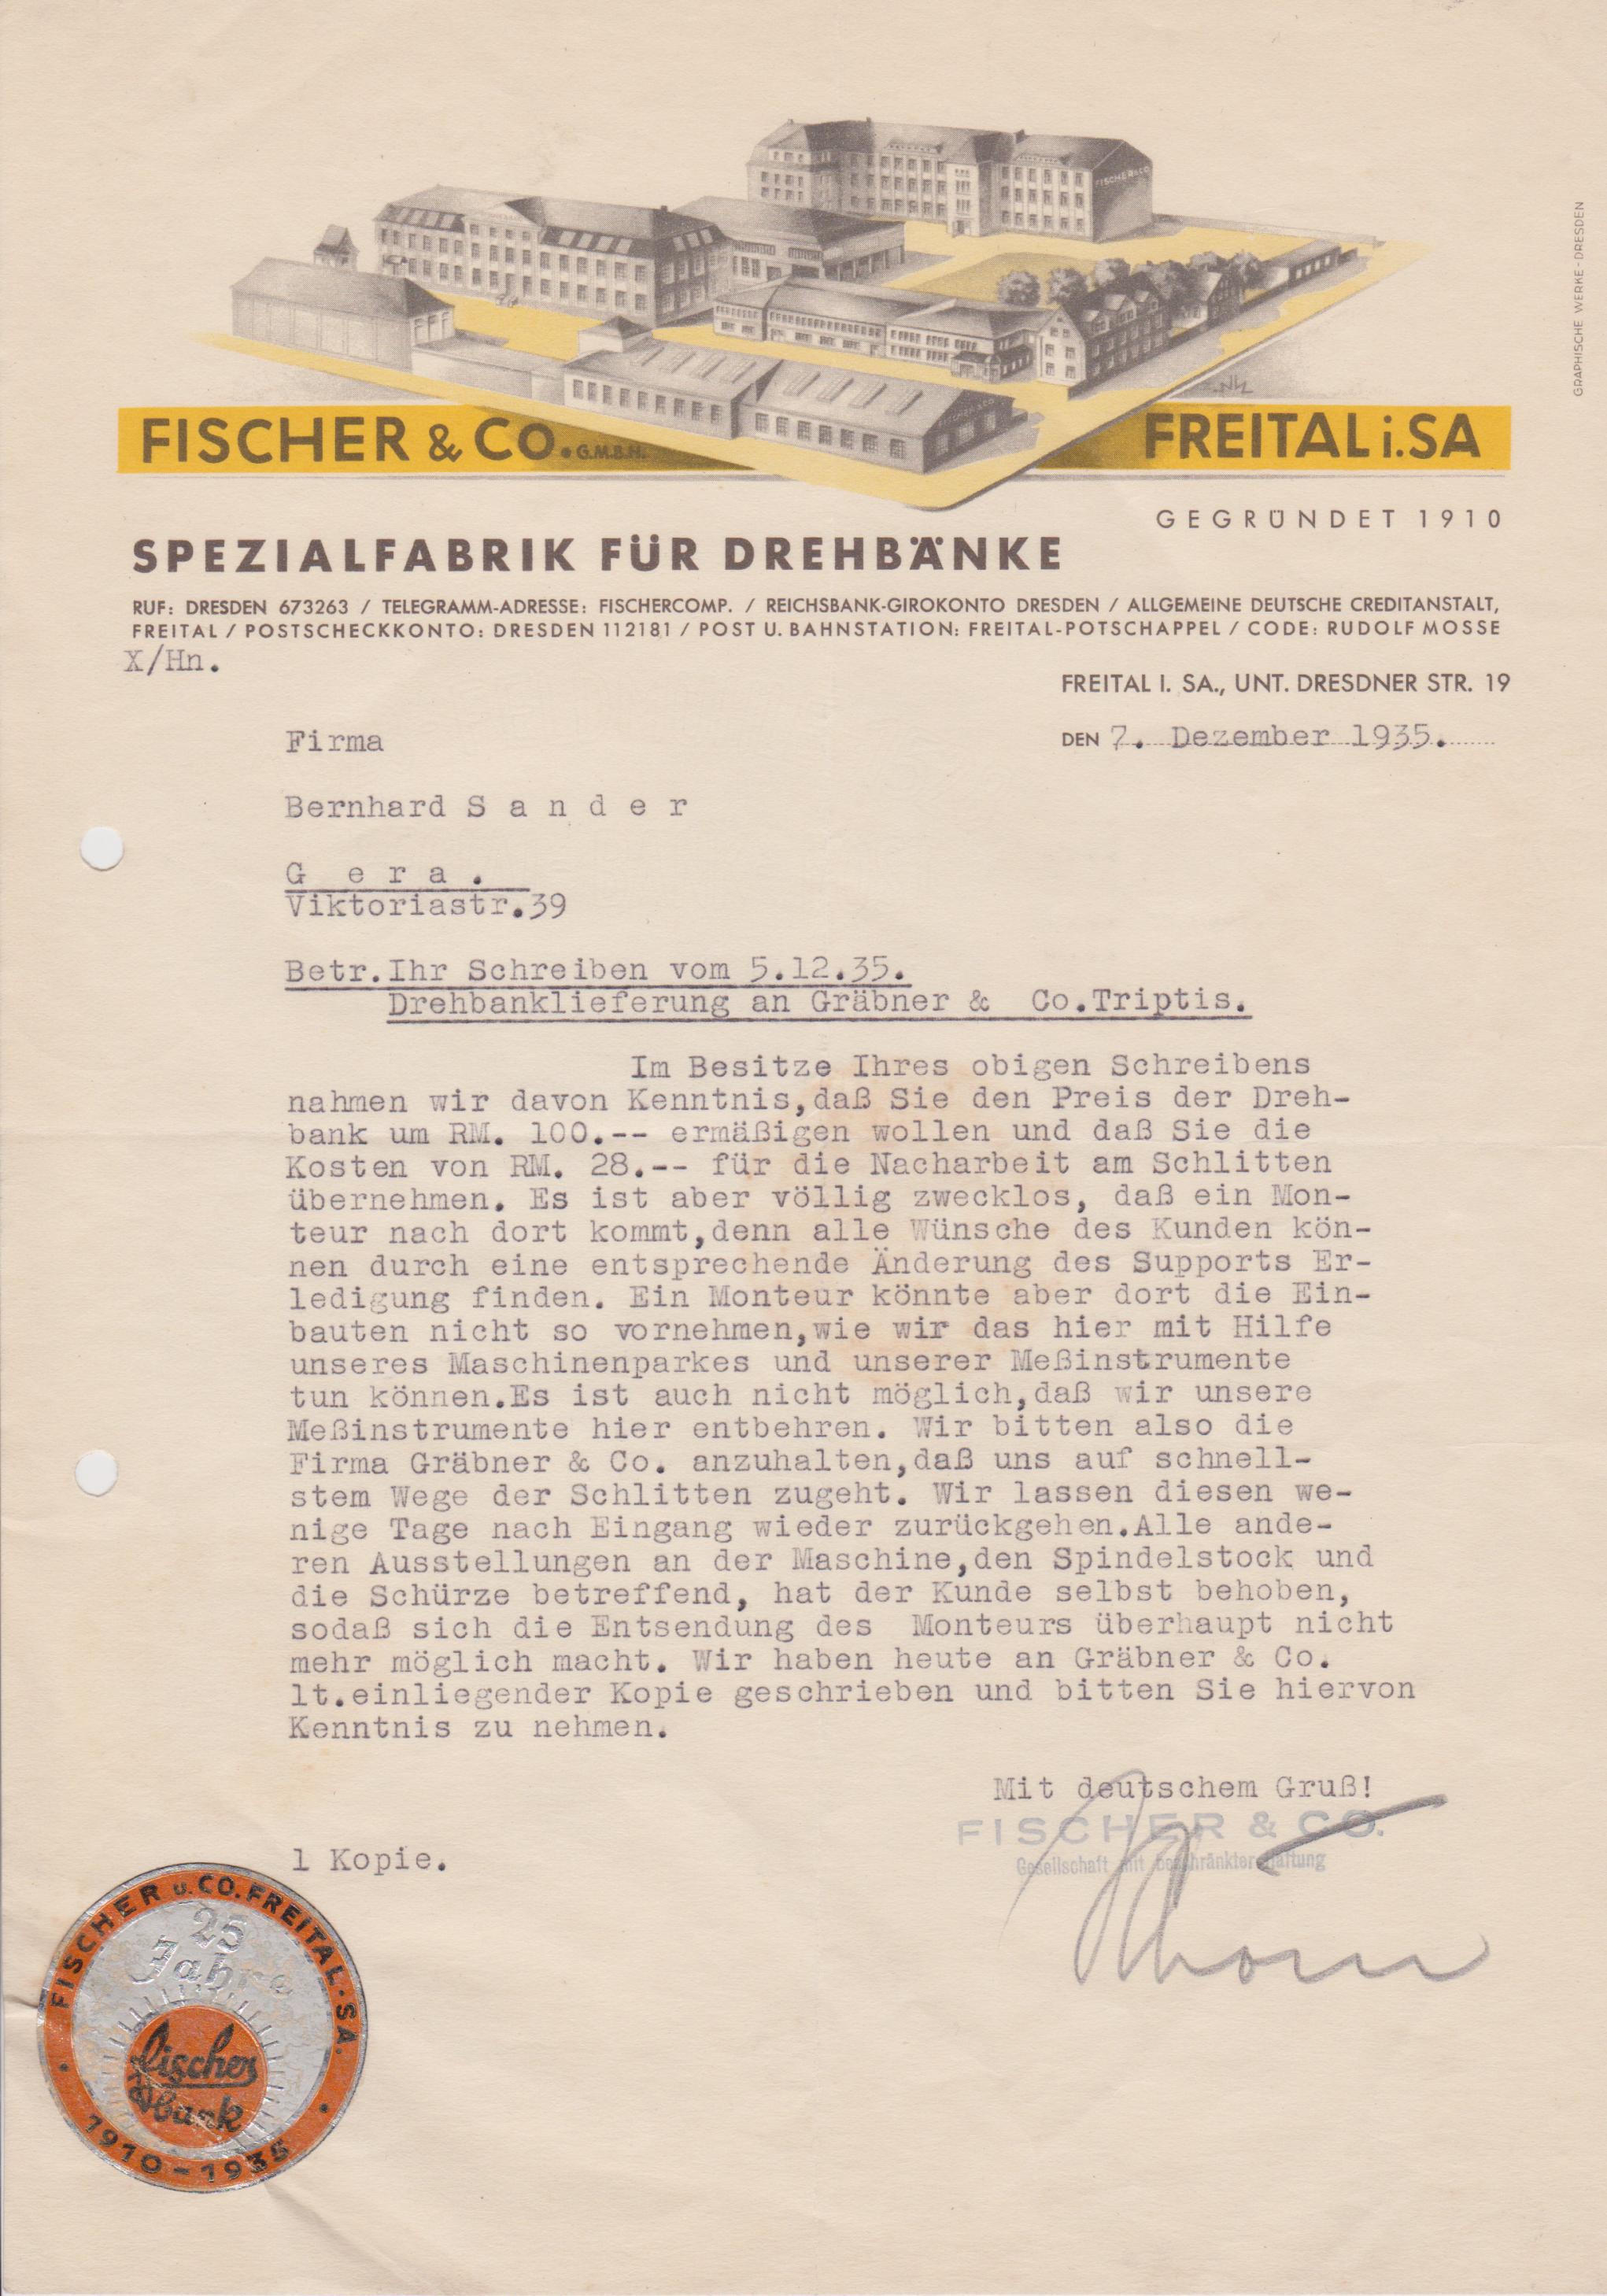 FISCHER & CO
FISCHER & CO
GRAPHISCHE WERKE - DRESDEN
FISCHER & CO. G.M.B.H.
FREITAL i.SA
GEGRÜNDET 1910
SPEZIALFABRIK FÜR DREHBÄNKE
RUF: DRESDEN 673263 / TELEGRAMM-ADRESSE: FISCHERCOMP. / REICHSBANK-GIROKONTO DRESDEN / ALLGEMEINE DEUTSCHE CREDITANSTALT,
FREITAL / POSTSCHECKKONTO: DRESDEN 112181 / POST U. BAHNSTATION: FREITAL-POTSCHAPPEL / CODE: RUDOLF MOSSE
X/Hn.
FREITAL I. SA., UNT. DRESDNER STR. 19
DEN 7. Dezember 1935.
Firma
Bernhard S a n d e r
G e r a .
Viktoriastr.39
Betr.Ihr Schreiben vom 5.12.35.
Drehbanklieferung an Gräbner & Co.Triptis.
Im Besitze Ihres obigen Schreibens
nahmen wir davon Kenntnis,daß Sie den Preis der Dreh-
bank um RM. 100.-- ermäßigen wollen und daß Sie die
Kosten von RM. 28.-- für die Nacharbeit am Schlitten
übernehmen. Es ist aber völlig zwecklos, daß ein Mon-
teur nach dort kommt,denn alle Wünsche des Kunden kön-
nen durch eine entsprechende Änderung des Supports Er-
ledigung finden. Ein Monteur könnte aber dort die Ein-
bauten nicht so vornehmen,wie wir das hier mit Hilfe
unseres Maschinenparkes und unserer Meßinstrumente
tun können.Es ist auch nicht möglich,daß wir unsere
Meßinstrumente hier entbehren. Wir bitten also die
Firma Gräbner & Co. anzuhalten,daß uns auf schnell-
stem Wege der Schlitten zugeht. Wir lassen diesen we-
nige Tage nach Eingang wieder zurückgehen.Alle ande-
ren Ausstellungen an der Maschine,den Spindelstock und
die Schürze betreffend, hat der Kunde selbst behoben,
sodaß sich die Entsendung des Monteurs überhaupt nicht
mehr möglich macht. Wir haben heute an Gräbner & Co.
lt.einliegender Kopie geschrieben und bitten Sie hiervon
Kenntnis zu nehmen.
Mit deutschem Gruß!
FISCHER & CO.
Gesellschaft mit beschränkter Haftung
1 Kopie.
FISCHER u. CO. FREITAL · SA.
25
Jahre
Fischer
Bank
1910 - 1935